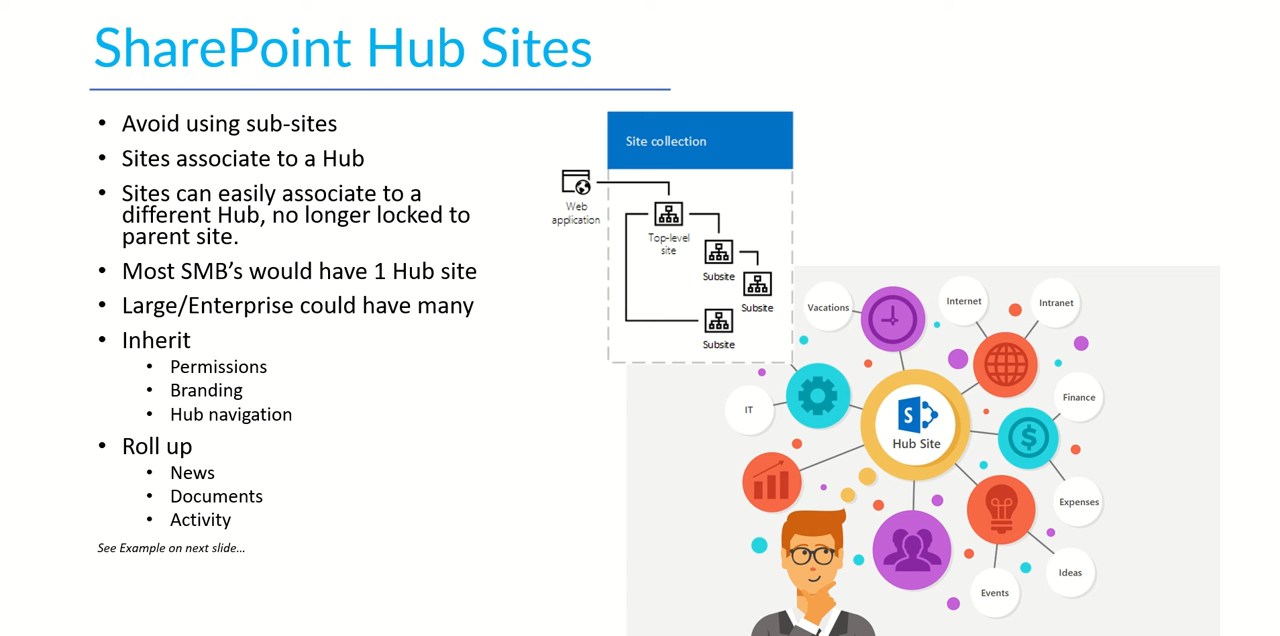 SharePoint Hub Sites
• Avoid using sub-sites
• Sites associate to a Hub
• Sites can easily associate to a
different Hub, no longer locked to
parent site.
• Most SMB's would have 1 Hub site
• Large/Enterprise could have many
• Inherit
• Permissions
• Branding
• Hub navigation
• Roll up
• News
• Documents
• Activity
See Example on next slide...
Site collection
Web
application
Top-level
site
Subsite
Subsite
Subsite
Vacations
Internet
Intranet
IT
Finance
S
Hub Site
$
Expenses
Ideas
Events